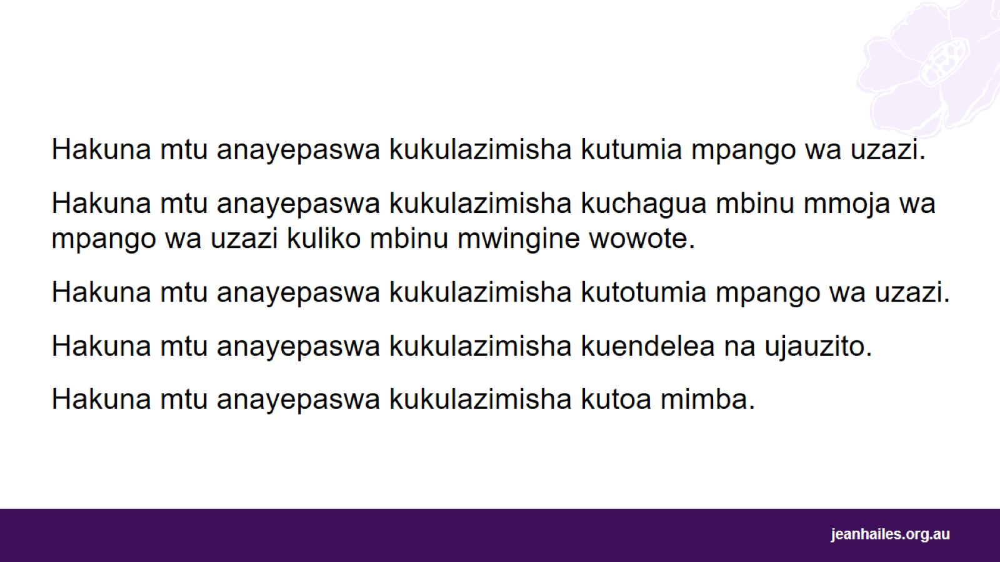 Hakuna mtu anayepaswa kukulazimisha kutumia mpango wa uzazi.
Hakuna mtu anayepaswa kukulazimisha kuchagua mbinu mmoja wa
mpango wa uzazi kuliko mbinu mwingine wowote.
Hakuna mtu anayepaswa kukulazimisha kutotumia mpango wa uzazi.
Hakuna mtu anayepaswa kukulazimisha kuendelea na ujauzito.
Hakuna mtu anayepaswa kukulazimisha kutoa mimba.
jeanhailes.org.au